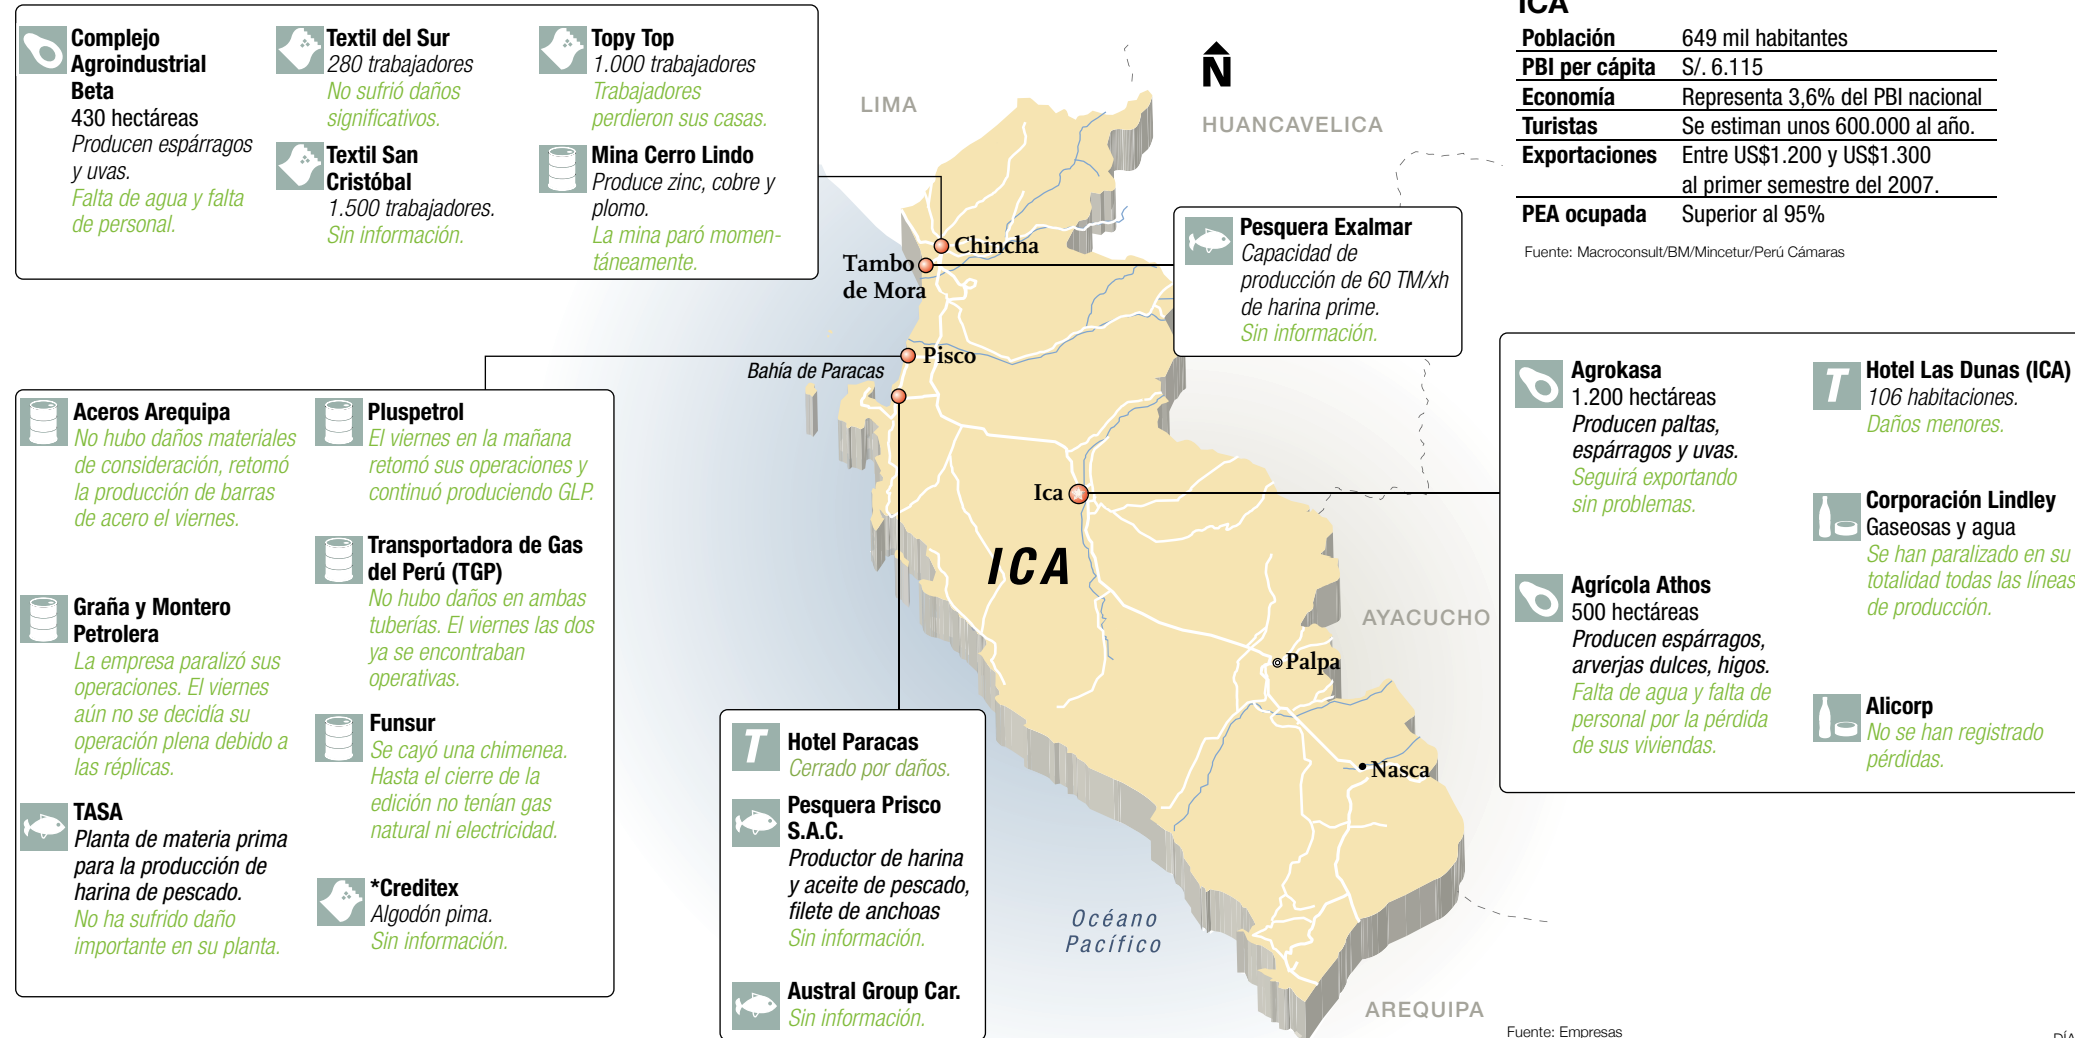 Complejo
Agroindustrial
Beta
430 hectáreas
Producen espárragos
y uvas.
Falta de agua y falta
de personal.
Textil del Sur
280 trabajadores
No sufrió daños
significativos.
Textil San
Cristóbal
1.500 trabajadores.
Sin información.
Topy Top
1.000 trabajadores
Trabajadores
perdieron sus casas.
Mina Cerro Lindo
Produce zinc, cobre y
plomo.
La mina paró momen-
táneamente.
N
LIMA
HUANCAVELICA
ICA
Población 649 mil habitantes
PBI per cápita S/. 6.115
Economía Representa 3,6% del PBI nacional
Turistas Se estiman unos 600.000 al año.
Exportaciones Entre US$1.200 y US$1.300
al primer semestre del 2007.
PEA ocupada Superior al 95%
Fuente: Macroconsult/BM/Mincetur/Perú Cámaras
Chincha
Tambo
de Mora
Pesquera Exalmar
Capacidad de
producción de 60 TM/xh
de harina prime.
Sin información.
Pisco
Bahía de Paracas
Ica
ICA
AYACUCHO
Palpa
Nasca
Océano
Pacífico
AREQUIPA
Aceros Arequipa
No hubo daños materiales
de consideración, retomó
la producción de barras
de acero el viernes.
Graña y Montero
Petrolera
La empresa paralizó sus
operaciones. El viernes
aún no se decidía su
operación plena debido a
las réplicas.
TASA
Planta de materia prima
para la producción de
harina de pescado.
No ha sufrido daño
importante en su planta.
Pluspetrol
El viernes en la mañana
retomó sus operaciones y
continuó produciendo GLP.
Transportadora de Gas
del Perú (TGP)
No hubo daños en ambas
tuberías. El viernes las dos
ya se encontraban
operativas.
Funsur
Se cayó una chimenea.
Hasta el cierre de la
edición no tenían gas
natural ni electricidad.
*Creditex
Algodón pima.
Sin información.
T
Hotel Paracas
Cerrado por daños.
Pesquera Prisco
S.A.C.
Productor de harina
y aceite de pescado,
filete de anchoas
Sin información.
Austral Group Car.
Sin información.
Agrokasa
1.200 hectáreas
Producen paltas,
espárragos y uvas.
Seguirá exportando
sin problemas.
Agrícola Athos
500 hectáreas
Producen espárragos,
arverjas dulces, higos.
Falta de agua y falta de
personal por la pérdida
de sus viviendas.
T
Hotel Las Dunas (ICA)
106 habitaciones.
Daños menores.
Corporación Lindley
Gaseosas y agua
Se han paralizado en su
totalidad todas las líneas
de producción.
Alicorp
No se han registrado
pérdidas.
Fuente: Empresas
DÍA